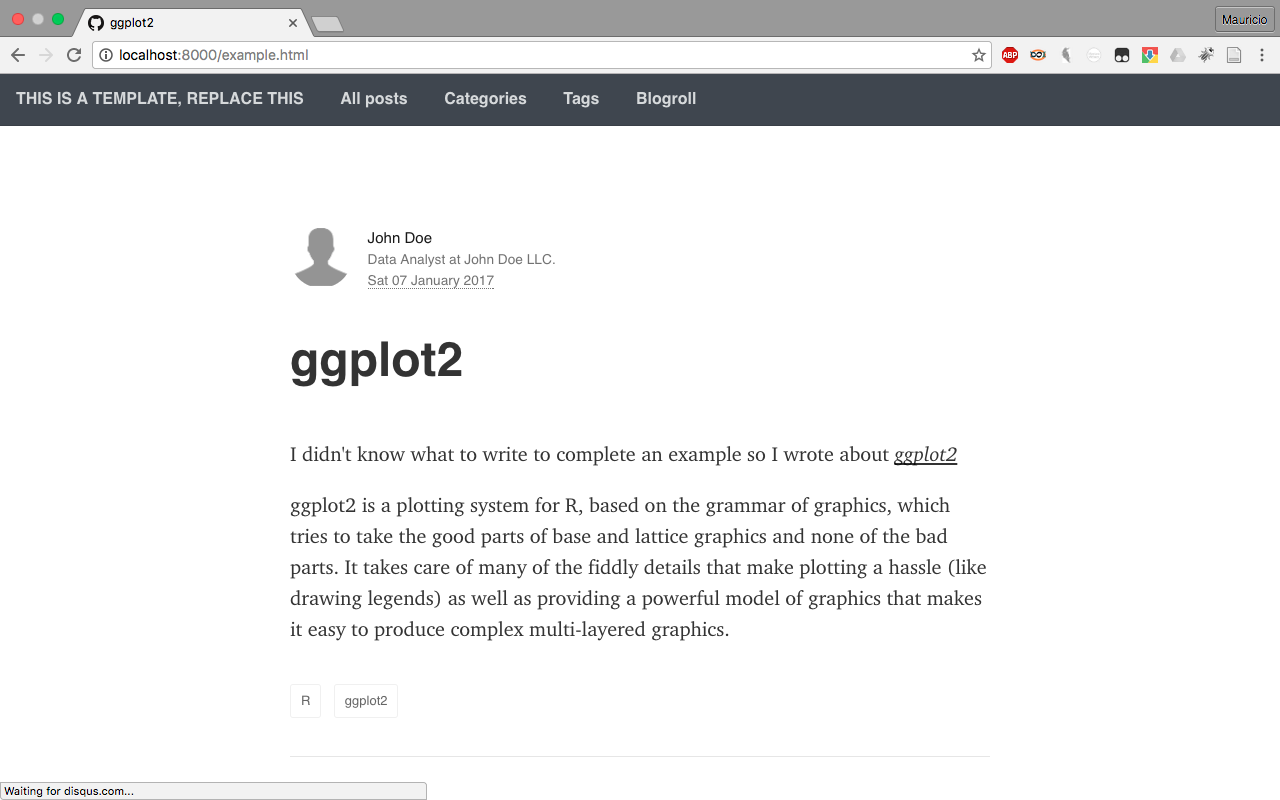 ggplot2
Mauricio
localhost:8000/example.html
ABP
THIS IS A TEMPLATE, REPLACE THIS All posts Categories Tags Blogroll
John Doe
Data Analyst at John Doe LLC.
Sat 07 January 2017
ggplot2
I didn't know what to write to complete an example so I wrote about ggplot2
ggplot2 is a plotting system for R, based on the grammar of graphics, which
tries to take the good parts of base and lattice graphics and none of the bad
parts. It takes care of many of the fiddly details that make plotting a hassle (like
drawing legends) as well as providing a powerful model of graphics that makes
it easy to produce complex multi-layered graphics.
R ggplot2
Waiting for disqus.com...